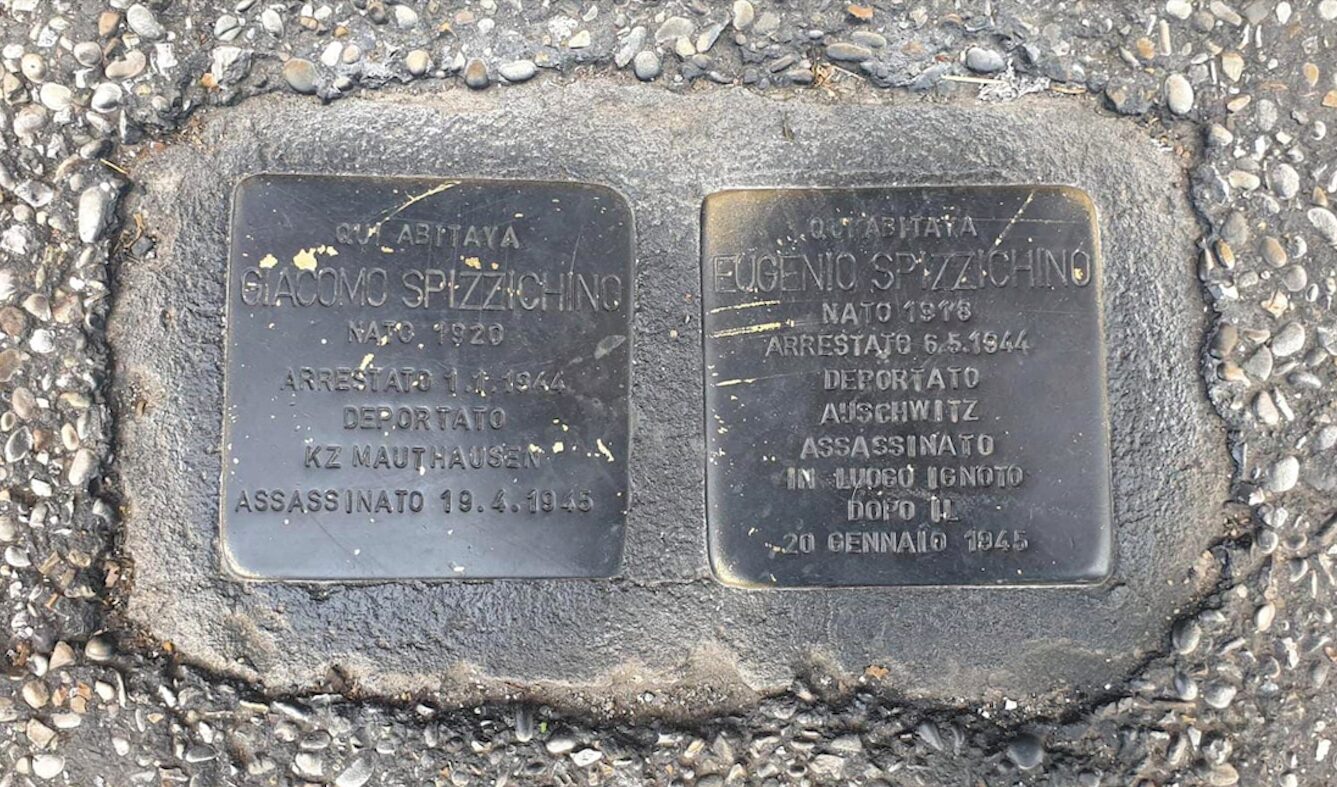 QUI ABITAVA
GIACOMO SPIZZICHINO
NATO 1920
ARRESTATO 1.1.1944
DEPORTATO
KZ MAUTHAUSEN
ASSASSINATO 19.4.1945
QUI ABITAVA
EUGENIO SPIZZICHINO
NATO 1918
ARRESTATO 6.5.1944
DEPORTATO
AUSCHWITZ
ASSASSINATO
IN LUOGO IGNOTO
DOPO IL
20 GENNAIO 1945